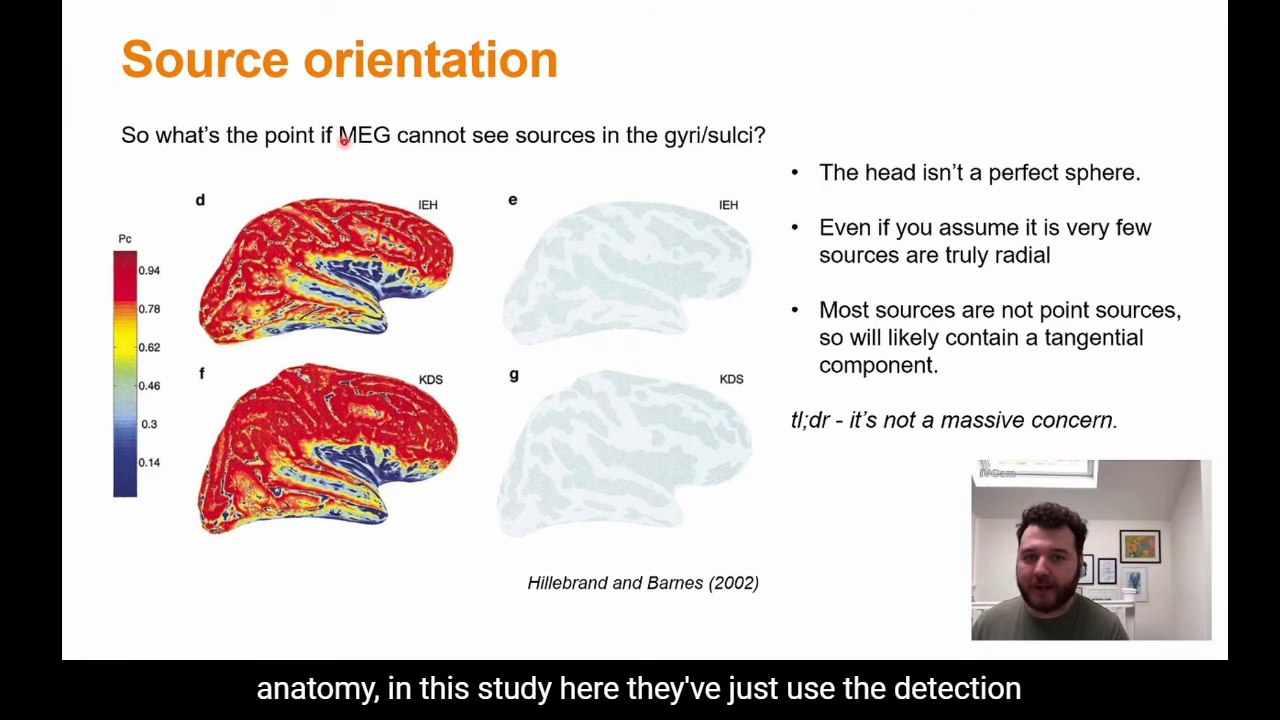 Source orientation
So what's the point if MEG cannot see sources in the gyri/sulci?
d
IEH
e
IEH
Pc
0.94
0.78
0.62
0.46
0.3
0.14
f
KDS
g
KDS
Hillebrand and Barnes (2002)
• The head isn't a perfect sphere.
• Even if you assume it is very few
sources are truly radial
• Most sources are not point sources,
so will likely contain a tangential
component.
tl;dr - it's not a massive concern.
anatomy, in this study here they've just use the detection